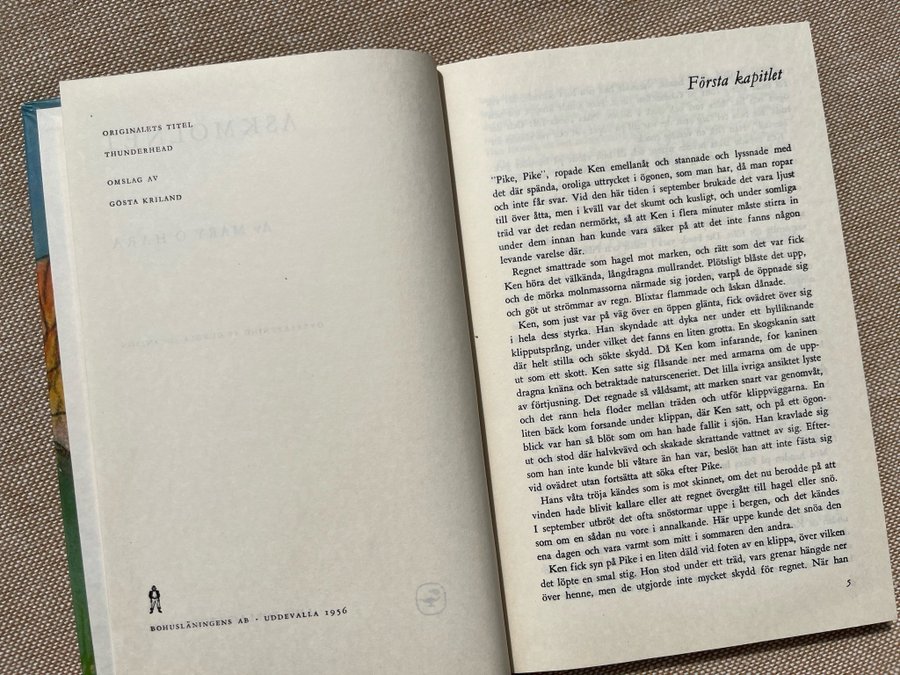 ORIGINALETS TITEL
THUNDERHEAD
OMSLAG AV
GÖSTA KRILAND
BOHUSLÄNINGENS AB · UDDEVALLA 1956
Första kapitlet
"Pike, Pike", ropade Ken emellanåt och stannade och lyssnade med
det där spända, oroliga uttrycket i ögonen, som man har, då man ropar
och inte får svar. Vid den här tiden i september brukade det vara ljust
till över åtta, men i kväll var det skumt och kusligt, och under somliga
träd var det redan nermörkt, så att Ken i flera minuter måste stirra in
under dem innan han kunde vara säker på att det inte fanns någon
levande varelse där.
Regnet smattrade som hagel mot marken, och rätt som det var fick
Ken höra det välkända, långdragna mullrandet. Plötsligt blåste det upp,
och de mörka molnmassorna närmade sig jorden, varpå de öppnade sig
och göt ut strömmar av regn. Blixtar flammade och åskan dånade.
Ken, som just var på väg över en öppen glänta, fick ovädret över sig
i hela dess styrka. Han skyndade att dyka ner under ett hylliknande
klipputsprång, under vilket det fanns en liten grotta. En skogskanin satt
där helt stilla och sökte skydd. Då Ken kom infarande, for kaninen
ut som ett skott. Ken satte sig flåsande ner med armarna om de upp-
dragna knäna och betraktade natursceneriet. Det lilla ivriga ansiktet lyste
av förtjusning. Det regnade så våldsamt, att marken snart var genomvåt,
och det rann hela floder mellan träden och utför klippväggarna. En
liten bäck kom forsande under klippan, där Ken satt, och på ett ögon-
blick var han så blöt som om han hade fallit i sjön. Han kravlade sig
ut och stod där halvkvävd och skakade skrattande vattnet av sig. Efter-
som han inte kunde bli våtare än han var, beslöt han att inte fästa sig
vid ovädret utan fortsätta att söka efter Pike.
Hans våta tröja kändes som is mot skinnet, om det nu berodde på att
vinden hade blivit kallare eller att regnet övergått till hagel eller snö.
I september utbröt det ofta snöstormar uppe i bergen, och det kändes
som om en sådan nu vore i annalkande. Här uppe kunde det snöa den
ena dagen och vara varmt som mitt i sommaren den andra.
Ken fick syn på Pike i en liten däld vid foten av en klippa, över vilken
det löpte en smal stig. Hon stod under ett träd, vars grenar hängde ner
över henne, men de utgjorde inte mycket skydd för regnet. När han
5